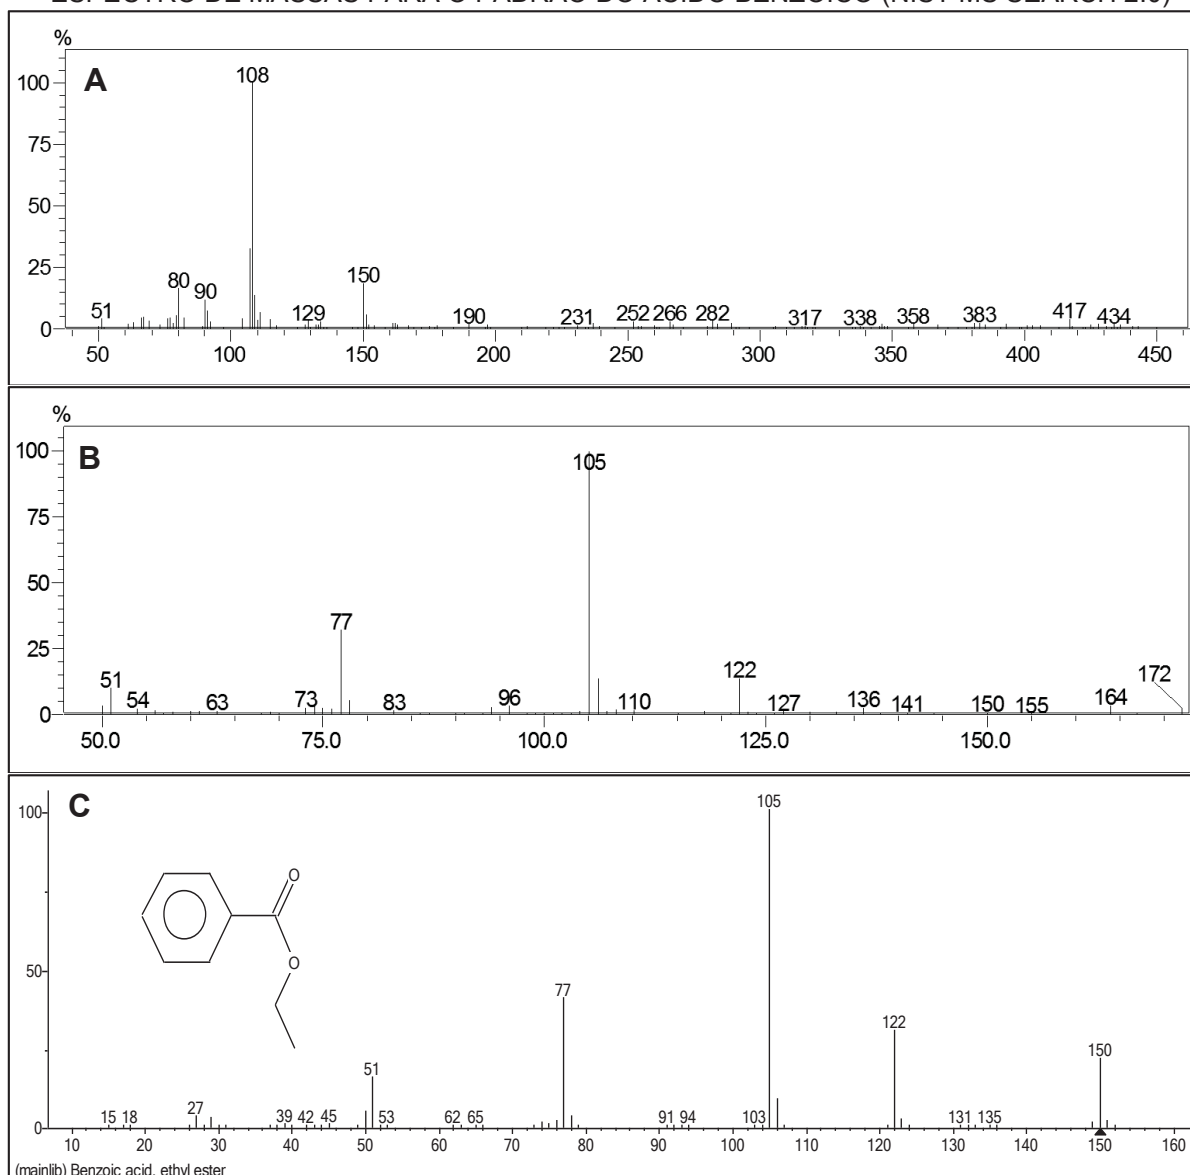 ESPECTRO DE MASSAS PARA O PADRÃO DO ÁCIDO BENZÓICO (NIST MS SEARCH 2.0)
%
A
100
75
50
25
0
108
51 80 90 129 150 190 231 252 266 282 317 338 358 383 417 434
50 100 150 200 250 300 350 400 450
%
B
100
75
50
25
0
105
51 54 63 73 77 83 96 110 122 127 136 141 150 155 164 172
50.0 75.0 100.0 125.0 150.0
C
100
50
0
105
O
O
15 18 27 39 42 45 51 53 62 65 77 91 94 103 122 131 135 150
10 20 30 40 50 60 70 80 90 100 110 120 130 140 150 160
(mainlib) Benzoic acid, ethyl ester